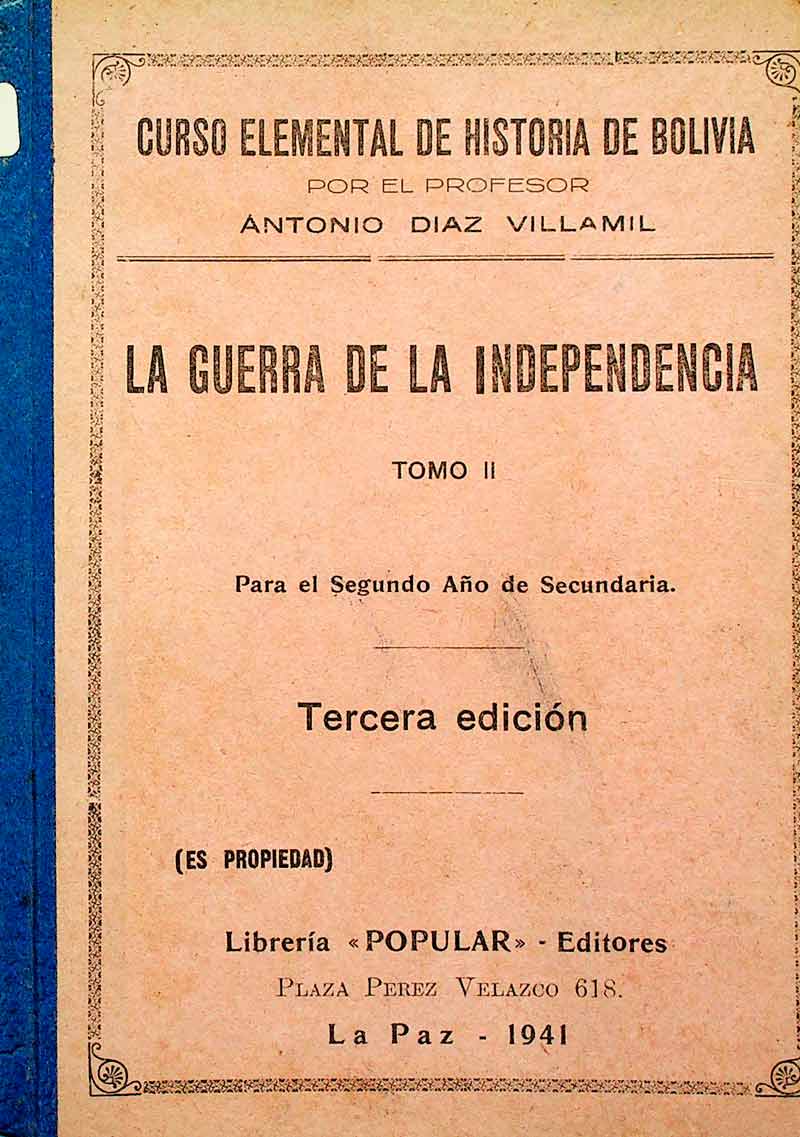 CURSO ELEMENTAL DE HISTORIA DE BOLIVIA
POR EL PROFESOR
ÁNTONIO DIAZ VILLAMIL
LA GUERRA DE LA INDEPENDENCIA
TOMO II
Para el Segundo Año de Secundaria.
Tercera edición
(ES PROPIEDAD)
Librería «POPULAR» - Editores
PLAZA PEREZ VELAZCO 618.
La Paz - 1941